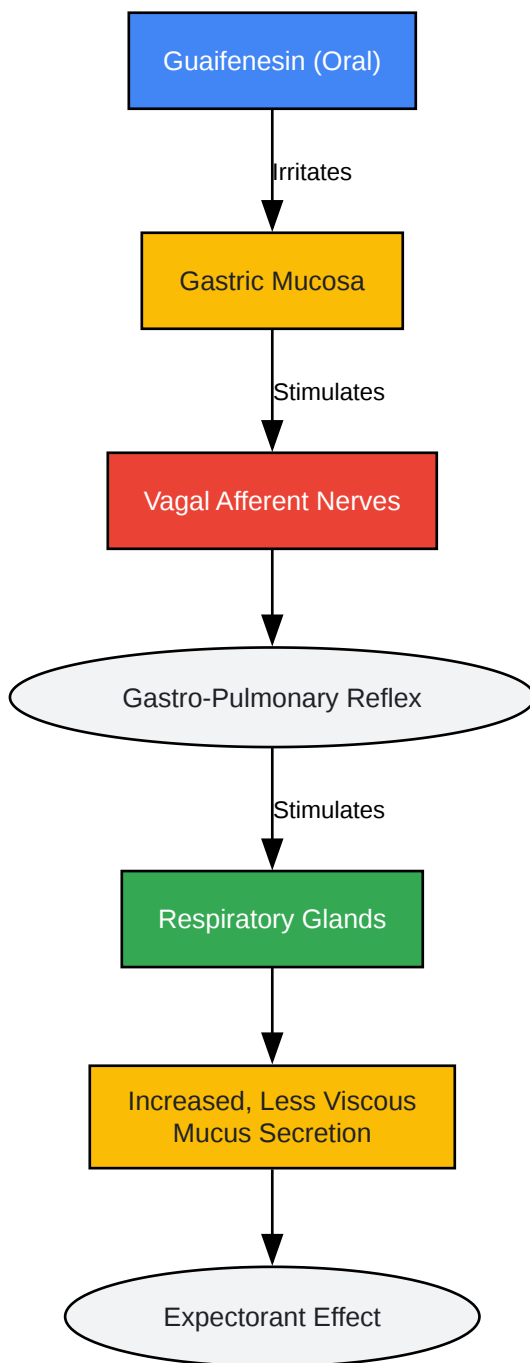 Guaifenesin (Oral)
Irritates
Gastric Mucosa
Stimulates
Vagal Afferent Nerves
Gastro-Pulmonary Reflex
Stimulates
Respiratory Glands
Increased, Less Viscous
Mucus Secretion
Expectorant Effect